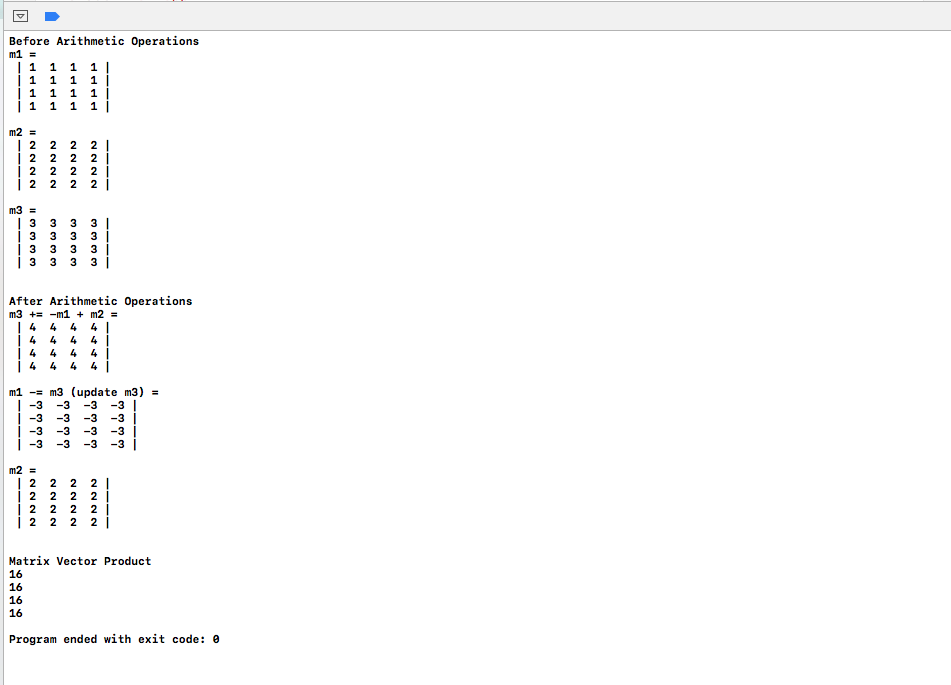 Before Arithmetic Operations
m1 =
| 1 1 1 1 |
| 1 1 1 1 |
| 1 1 1 1 |
| 1 1 1 1 |
m2 =
| 2 2 2 2 |
| 2 2 2 2 |
| 2 2 2 2 |
| 2 2 2 2 |
m3 =
| 3 3 3 3 |
| 3 3 3 3 |
| 3 3 3 3 |
| 3 3 3 3 |
After Arithmetic Operations
m3 += -m1 + m2 =
| 4 4 4 4 |
| 4 4 4 4 |
| 4 4 4 4 |
| 4 4 4 4 |
m1 -= m3 (update m3) =
| -3 -3 -3 -3 |
| -3 -3 -3 -3 |
| -3 -3 -3 -3 |
| -3 -3 -3 -3 |
m2 =
| 2 2 2 2 |
| 2 2 2 2 |
| 2 2 2 2 |
| 2 2 2 2 |
Matrix Vector Product
16
16
16
16
Program ended with exit code: 0